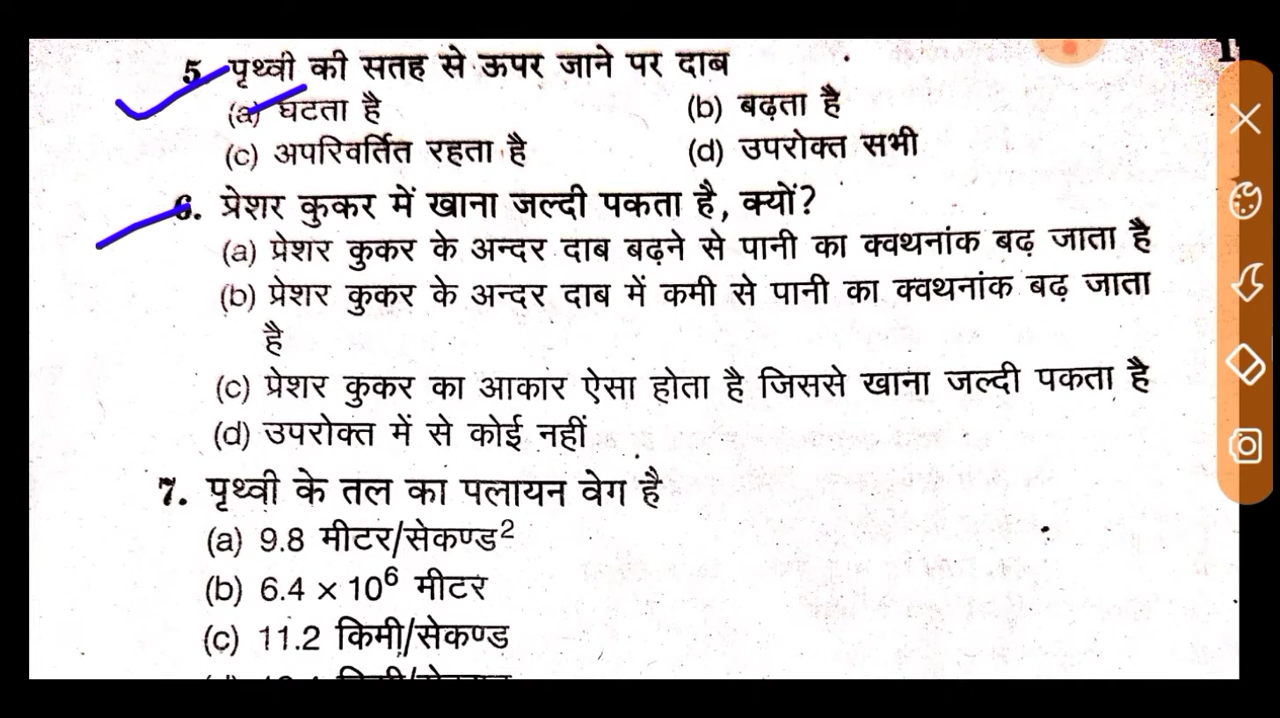 5. पृथ्वी की सतह से ऊपर जाने पर दाब
(a) घटता है (b) बढ़ता है
(c) अपरिवर्तित रहता है (d) उपरोक्त सभी
6. प्रेशर कुकर में खाना जल्दी पकता है, क्यों?
(a) प्रेशर कुकर के अन्दर दाब बढ़ने से पानी का क्वथनांक बढ़ जाता है
(b) प्रेशर कुकर के अन्दर दाब में कमी से पानी का क्वथनांक बढ़ जाता
है
(c) प्रेशर कुकर का आकार ऐसा होता है जिससे खाना जल्दी पकता है
(d) उपरोक्त में से कोई नहीं
7. पृथ्वी के तल का पलायन वेग है
(a) 9.8 मीटर/सेकण्ड²
(b) 6.4 × 10⁶ मीटर
(c) 11.2 किमी/सेकण्ड